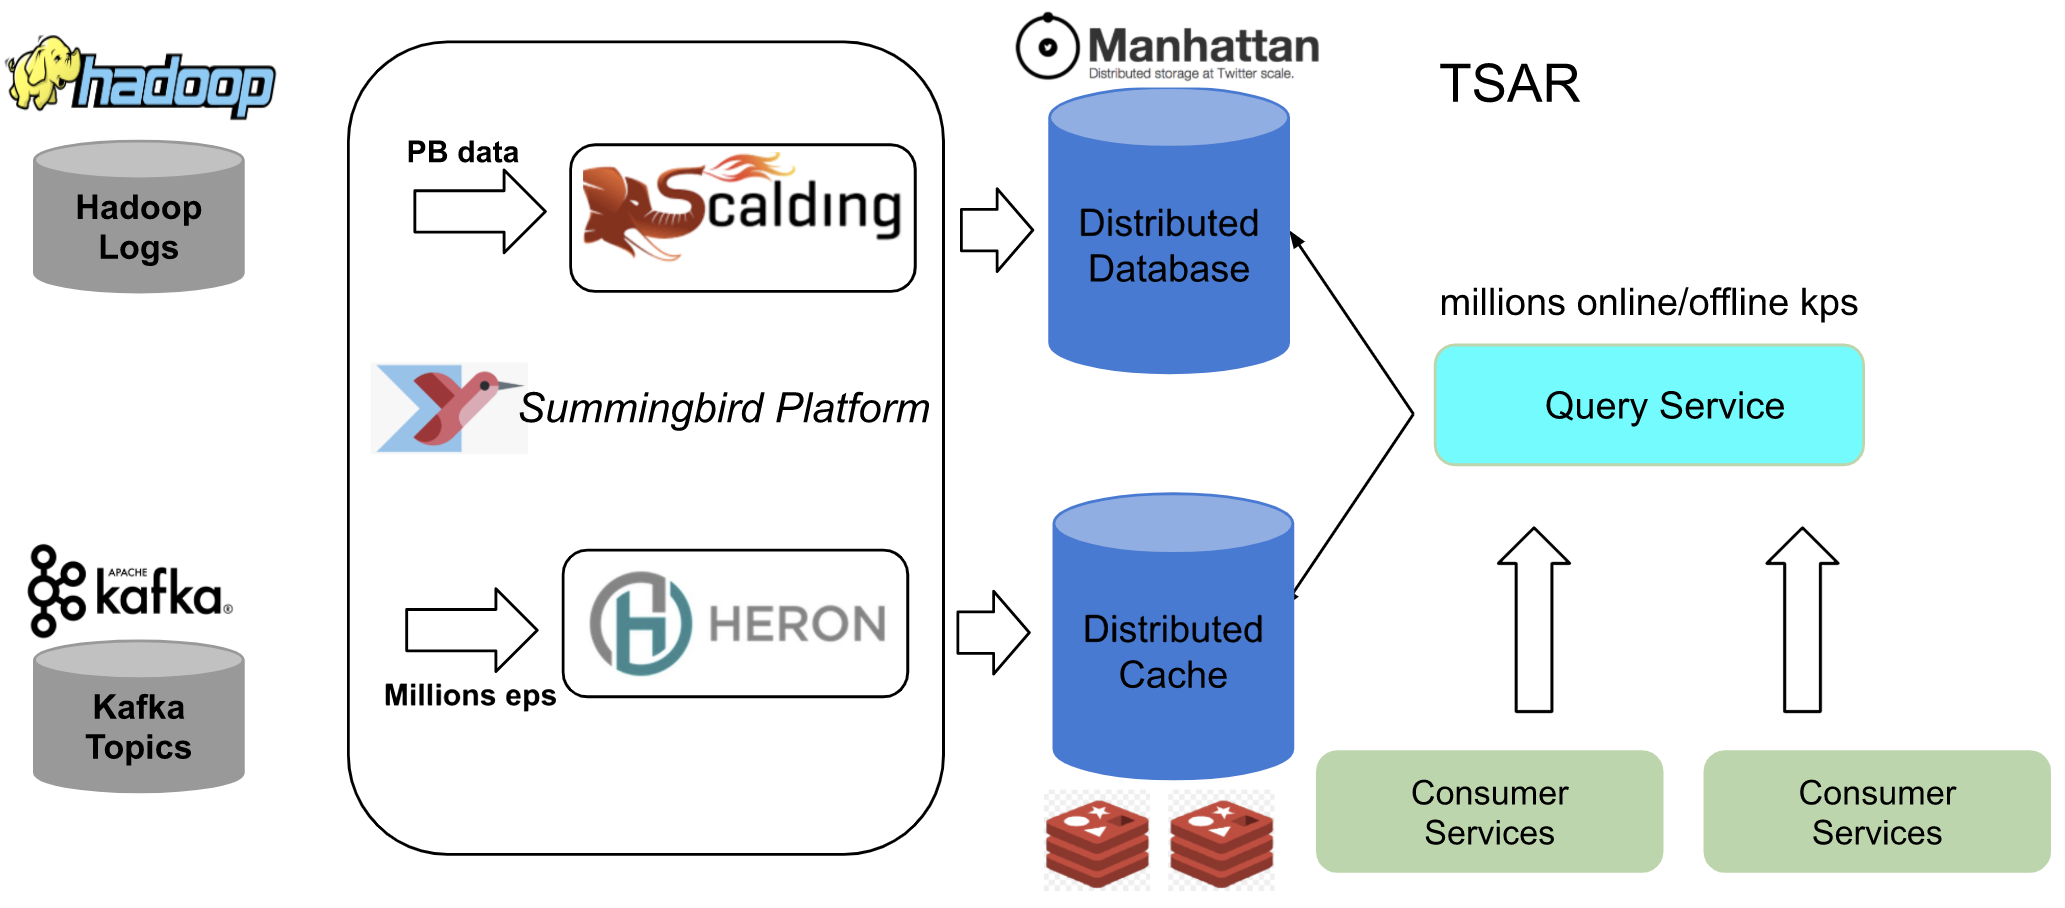 hadoop
Hadoop
Logs
PB data
Scalding
Manhattan
Distributed storage at Twitter scale.
Distributed
Database
TSAR
millions online/offline kps
Query Service
Summingbird Platform
APACHE
kafka®
Kafka
Topics
Millions eps
HERON
Distributed
Cache
Consumer
Services
Consumer
Services